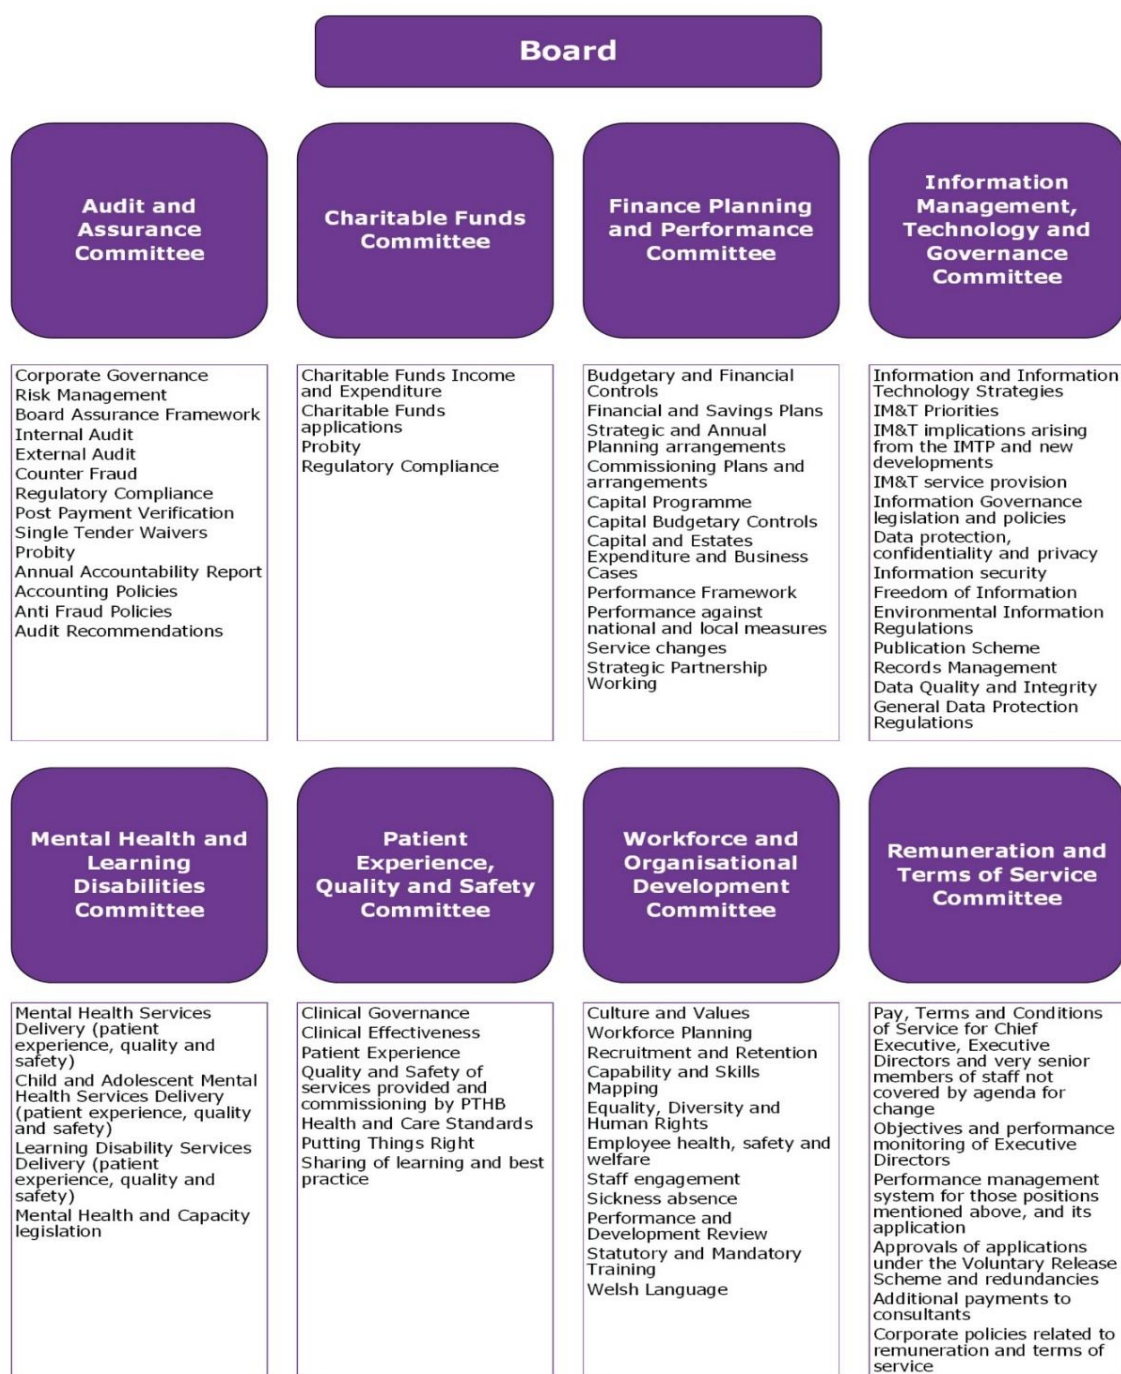 Board
Audit and
Assurance
Committee
Charitable Funds
Committee
Finance Planning
and Performance
Committee
Information
Management,
Technology and
Governance
Committee
Corporate Governance
Risk Management
Board Assurance Framework
Internal Audit
External Audit
Counter Fraud
Regulatory Compliance
Post Payment Verification
Single Tender Waivers
Probity
Annual Accountability Report
Accounting Policies
Anti Fraud Policies
Audit Recommendations
Charitable Funds Income
and Expenditure
Charitable Funds
applications
Probity
Regulatory Compliance
Budgetary and Financial
Controls
Financial and Savings Plans
Strategic and Annual
Planning arrangements
Commissioning Plans and
arrangements
Capital Programme
Capital Budgetary Controls
Capital and Estates
Expenditure and Business
Cases
Performance Framework
Performance against
national and local measures
Service changes
Strategic Partnership
Working
Information and Information
Technology Strategies
IM&T Priorities
IM&T implications arising
from the IMTP and new
developments
IM&T service provision
Information Governance
legislation and policies
Data protection,
confidentiality and privacy
Information security
Freedom of Information
Environmental Information
Regulations
Publication Scheme
Records Management
Data Quality and Integrity
General Data Protection
Regulations
Mental Health and
Learning
Disabilities
Committee
Patient
Experience,
Quality and Safety
Committee
Workforce and
Organisational
Development
Committee
Remuneration and
Terms of Service
Committee
Mental Health Services
Delivery (patient
experience, quality and
safety)
Child and Adolescent Mental
Health Services Delivery
(patient experience, quality
and safety)
Learning Disability Services
Delivery (patient
experience, quality and
safety)
Mental Health and Capacity
legislation
Clinical Governance
Clinical Effectiveness
Patient Experience
Quality and Safety of
services provided and
commissioning by PTHB
Health and Care Standards
Putting Things Right
Sharing of learning and best
practice
Culture and Values
Workforce Planning
Recruitment and Retention
Capability and Skills
Mapping
Equality, Diversity and
Human Rights
Employee health, safety and
welfare
Staff engagement
Sickness absence
Performance and
Development Review
Statutory and Mandatory
Training
Welsh Language
Pay, Terms and Conditions
of Service for Chief
Executive, Executive
Directors and very senior
members of staff not
covered by agenda for
change
Objectives and performance
monitoring of Executive
Directors
Performance management
system for those positions
mentioned above, and its
application
Approvals of applications
under the Voluntary Release
Scheme and redundancies
Additional payments to
consultants
Corporate policies related to
remuneration and terms of
service